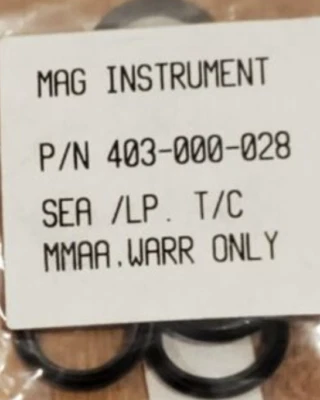 MAG INSTRUMENT
P/N 403-000-028
SEA /LP. T/C
MMAA.WARR ONLY